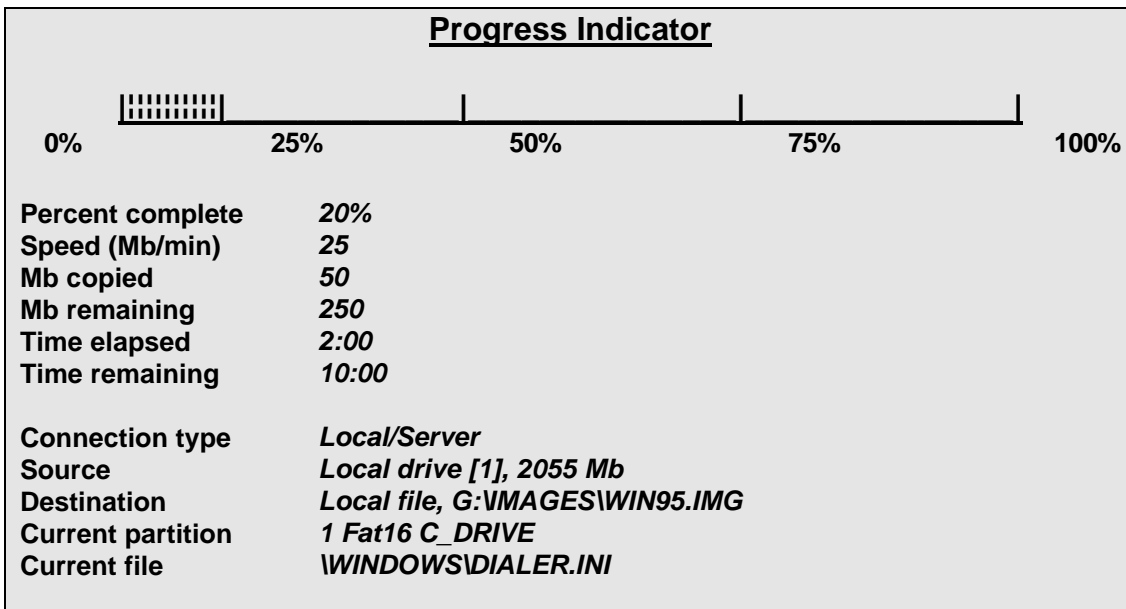 Progress Indicator
0% 25% 50% 75% 100%
Percent complete 20%
Speed (Mb/min) 25
Mb copied 50
Mb remaining 250
Time elapsed 2:00
Time remaining 10:00
Connection type Local/Server
Source Local drive [1], 2055 Mb
Destination Local file, G:\IMAGES\WIN95.IMG
Current partition 1 Fat16 C_DRIVE
Current file \WINDOWS\DIALER.INI